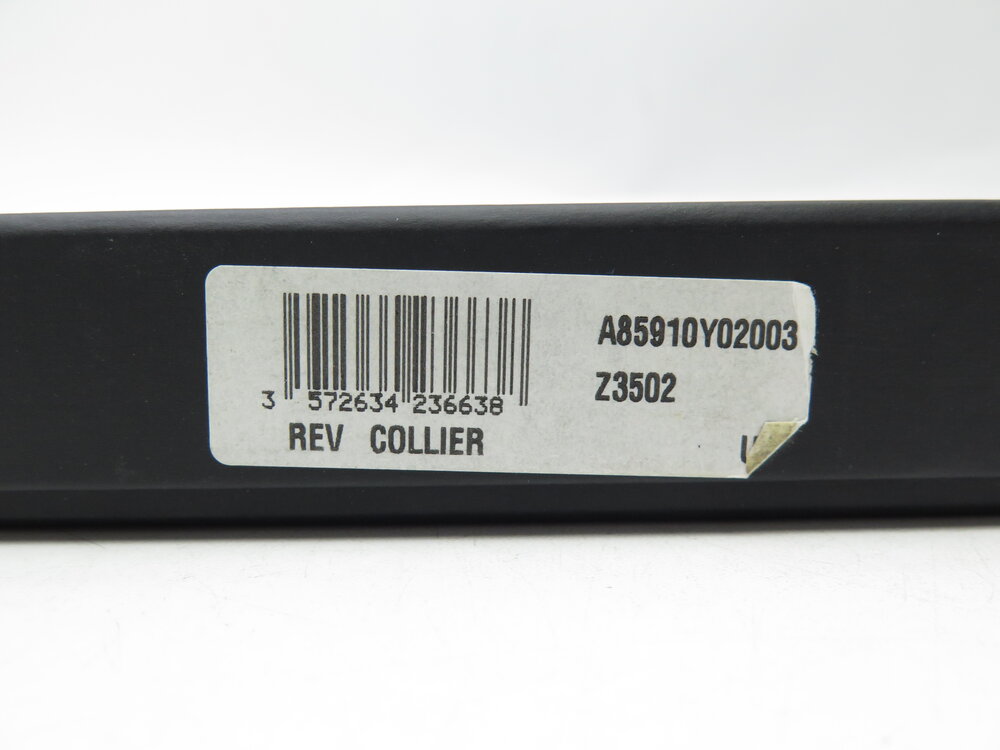 A85910Y02003
Z3502
3 572634 236638
REV COLLIER